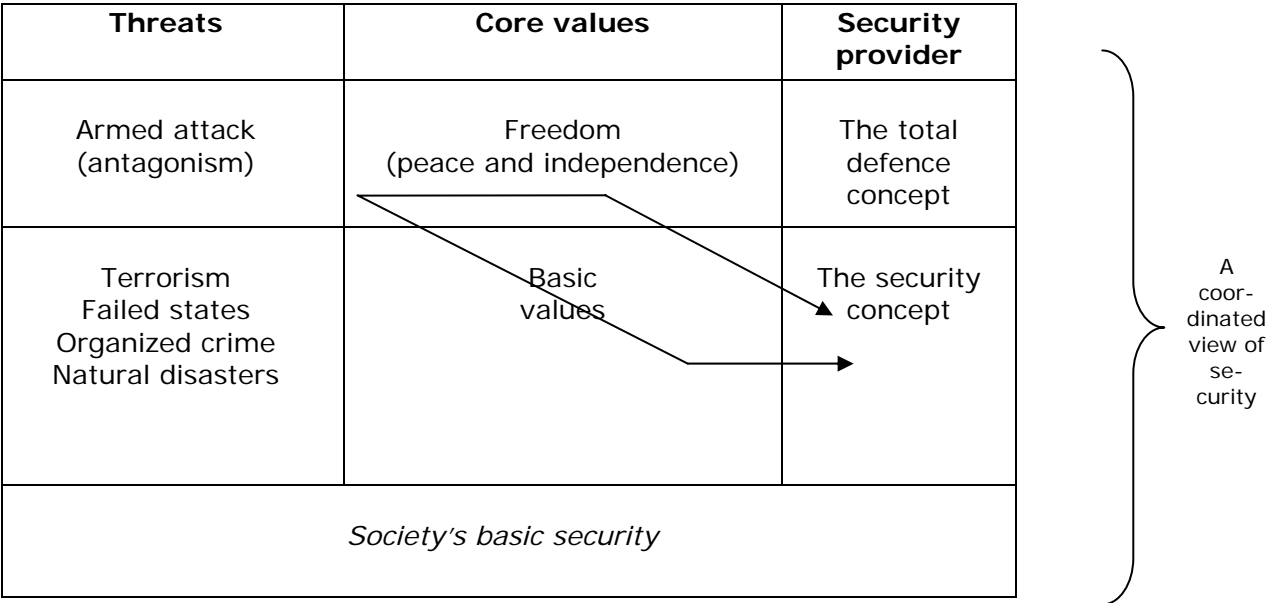 Threats
Core values
Security
provider
Armed attack
(antagonism)
Freedom
(peace and independence)
The total
defence
concept
Terrorism
Failed states
Organized crime
Natural disasters
Basic
values
The security
concept
Society's basic security
A
coor-
dinated
view of
se-
curity